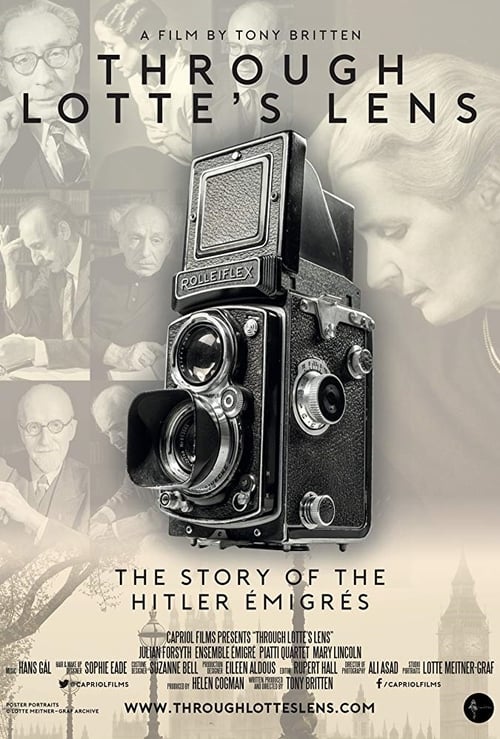 A FILM BY TONY BRITTEN
THROUGH
LOTTE'S LENS
ROLLEIFLEX
THE STORY OF THE
HITLER ÉMIGRÉS
CAPRIOL FILMS PRESENTS "THROUGH LOTTE'S LENS"
JULIAN FORSYTH ENSEMBLE ÉMIGRÉ PIATTI QUARTET MARY LINCOLN
MUSIC HANS GÁL HAIR & MAKE UP DESIGNER SOPHIE EADE COSTUME DESIGNER SUZANNE BELL PRODUCTION DESIGNER EILEEN ALDOUS EDITOR RUPERT HALL DIRECTOR OF PHOTOGRAPHY ALI ASAD STUDIO PORTRAITS LOTTE MEITNER-GRAF
@CAPRIOLFILMS PRODUCED BY HELEN COGMAN WRITTEN, PRODUCED AND DIRECTED BY TONY BRITTEN f/CAPRIOLFILMS
POSTER PORTRAITS
© LOTTE MEITNER-GRAF ARCHIVE
WWW.THROUGHLOTTESLENS.COM